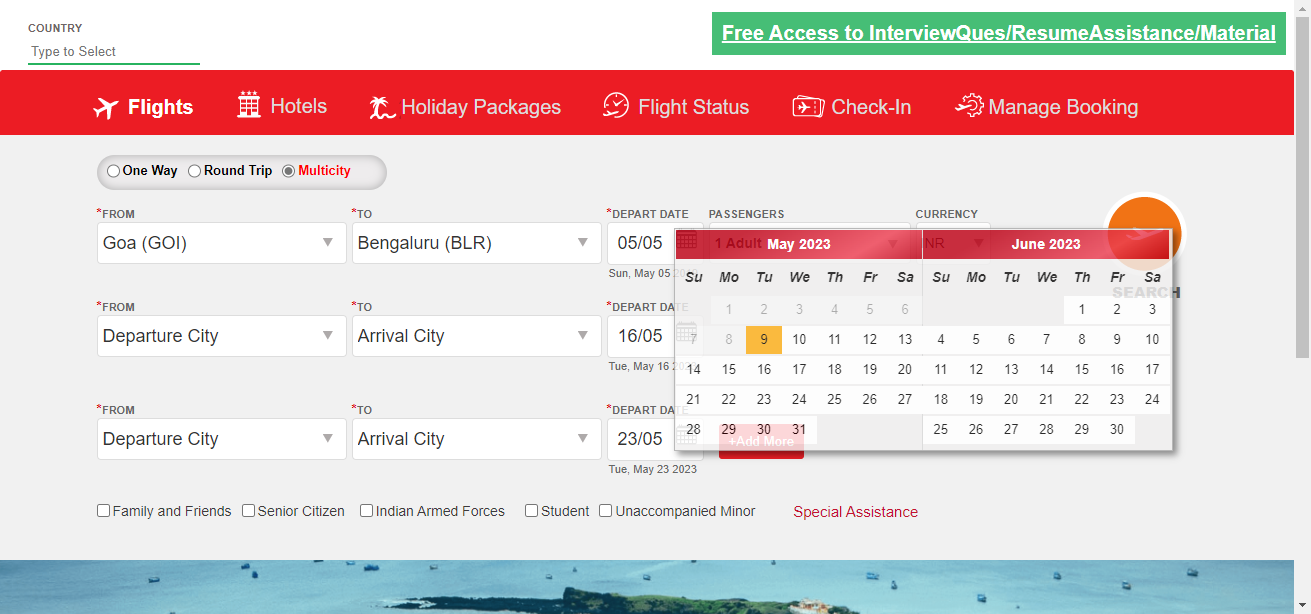 COUNTRY
Type to Select
Free Access to InterviewQues/ResumeAssistance/Material
Flights Hotels Holiday Packages Flight Status Check-In Manage Booking
One Way Round Trip Multicity
*FROM *TO *DEPART DATE PASSENGERS CURRENCY
Goa (GOI) Bengaluru (BLR) 05/05 1 Adult May 2023 NR June 2023
Sun, May 05
Su Mo Tu We Th Fr Sa Su Mo Tu We Th Fr Sa
SEARCH
*FROM *TO *DEPART DATE 1 2 3 4 5 6 1 2 3
Departure City Arrival City 16/05 7 8 9 10 11 12 13 4 5 6 7 8 9 10
Tue, May 16 14 15 16 17 18 19 20 11 12 13 14 15 16 17
21 22 23 24 25 26 27 18 19 20 21 22 23 24
*FROM *TO *DEPART DATE
Departure City Arrival City 23/05 28 29 30 31 25 26 27 28 29 30
+Add More
Tue, May 23 2023
Family and Friends Senior Citizen Indian Armed Forces Student Unaccompanied Minor Special Assistance